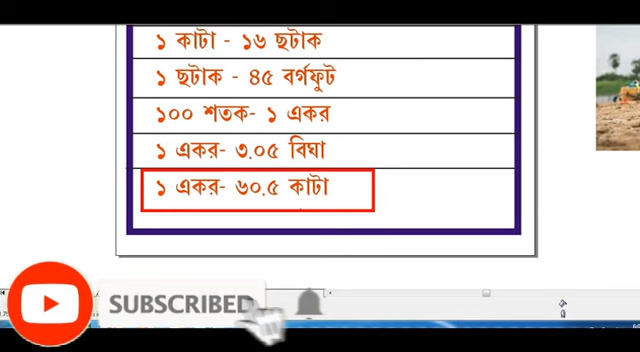 ১ কাটা - ১৬ ছটাক
১ ছটাক - ৪৫ বর্গফুট
১০০ শতক- ১ একর
১ একর- ৩.০৫ বিঘা
১ একর- ৬০.৫ কাটা
SUBSCRIBED